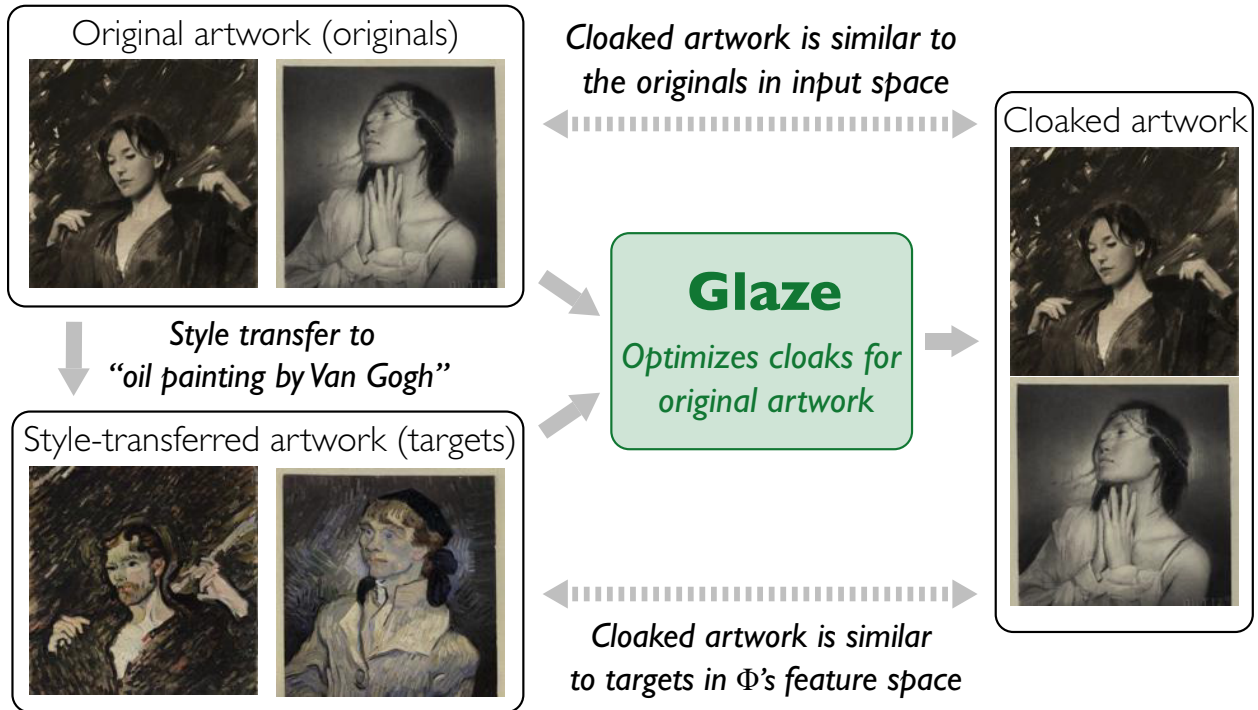 Original artwork (originals)
Cloaked artwork is similar to
the originals in input space
Cloaked artwork
Glaze
Optimizes cloaks for
original artwork
Style transfer to
“oil painting by Van Gogh”
Style-transferred artwork (targets)
Cloaked artwork is similar
to targets in Φ’s feature space